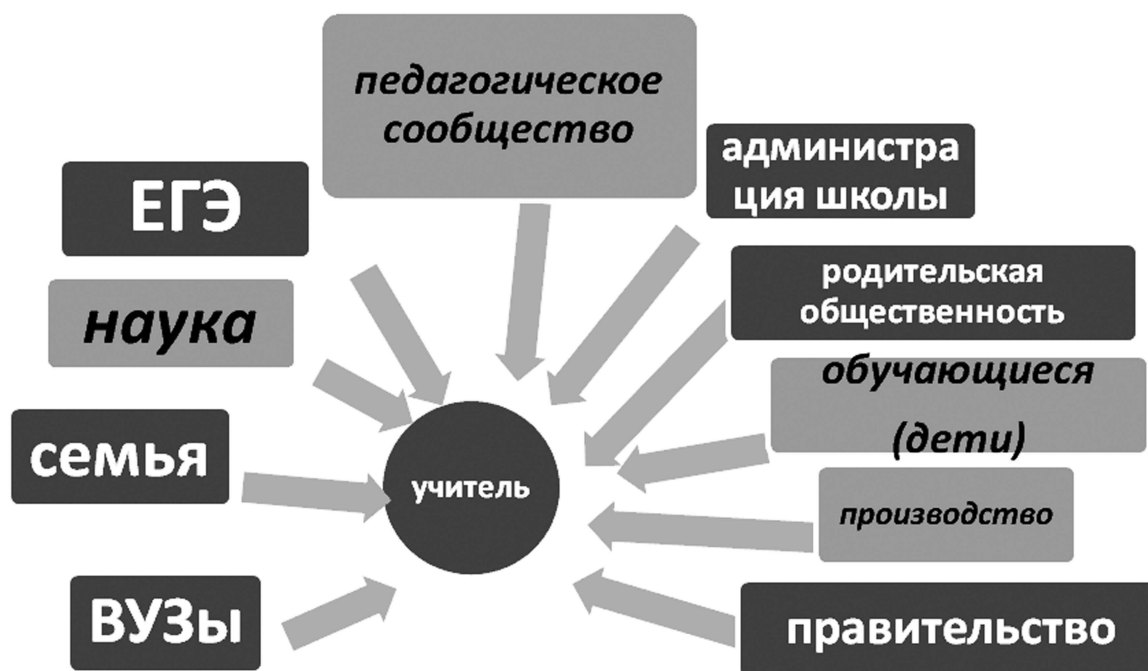 педагогическое
сообщество
администра
ция школы
ЕГЭ
родительская
общественность
наука
обучающиеся
(дети)
семья
учитель
производство
ВУЗы
правительство